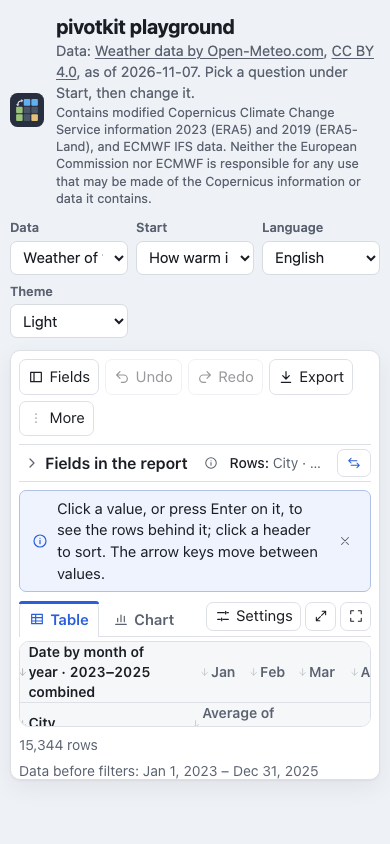 pivotkit playground
Data: Weather data by Open-Meteo.com, CC BY
4.0, as of 2026-11-07. Pick a question under
Start, then change it.
Contains modified Copernicus Climate Change
Service information 2023 (ERA5) and 2019 (ERA5-
Land), and ECMWF IFS data. Neither the European
Commission nor ECMWF is responsible for any use
that may be made of the Copernicus information or
data it contains.
Data Start Language
Weather of How warm i English
Theme
Light
Fields Undo Redo Export
More
Fields in the report Rows: City · ...
Click a value, or press Enter on it, to
see the rows behind it; click a header
to sort. The arrow keys move between
values.
Table Chart Settings
Date by month of
year · 2023–2025
combined
Jan Feb Mar A
City
Average of
15,344 rows
Data before filters: Jan 1, 2023 – Dec 31, 2025